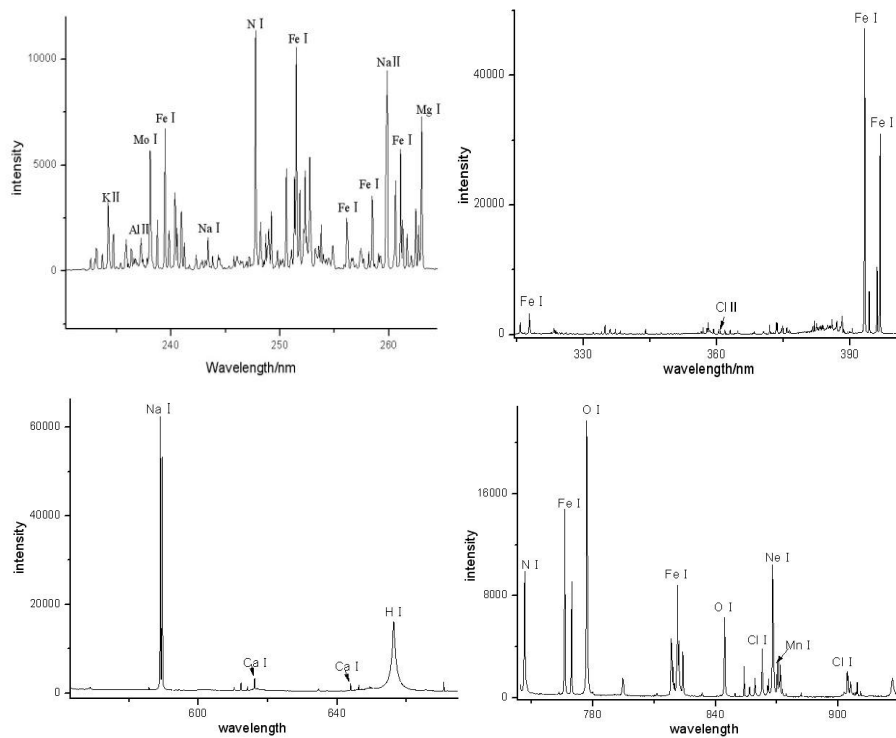 N Ⅰ
Fe Ⅰ
Na Ⅱ
Mg Ⅰ
Fe Ⅰ
Mo Ⅰ
Fe Ⅰ
K Ⅱ
Al Ⅱ
Na Ⅰ
Fe Ⅰ
Fe Ⅰ
10000
5000
0
intensity
240
250
260
Wavelength/nm
Fe Ⅰ
Fe Ⅰ
Fe Ⅰ
Cl Ⅱ
40000
20000
0
intensity
330
360
390
wavelength/nm
Na Ⅰ
Ca Ⅰ
Ca Ⅰ
H Ⅰ
60000
40000
20000
0
intensity
600
640
wavelength
O Ⅰ
Fe Ⅰ
N Ⅰ
Fe Ⅰ
O Ⅰ
Cl Ⅰ
Ne Ⅰ
Mn Ⅰ
Cl Ⅰ
16000
8000
0
intensity
780
840
900
wavelength